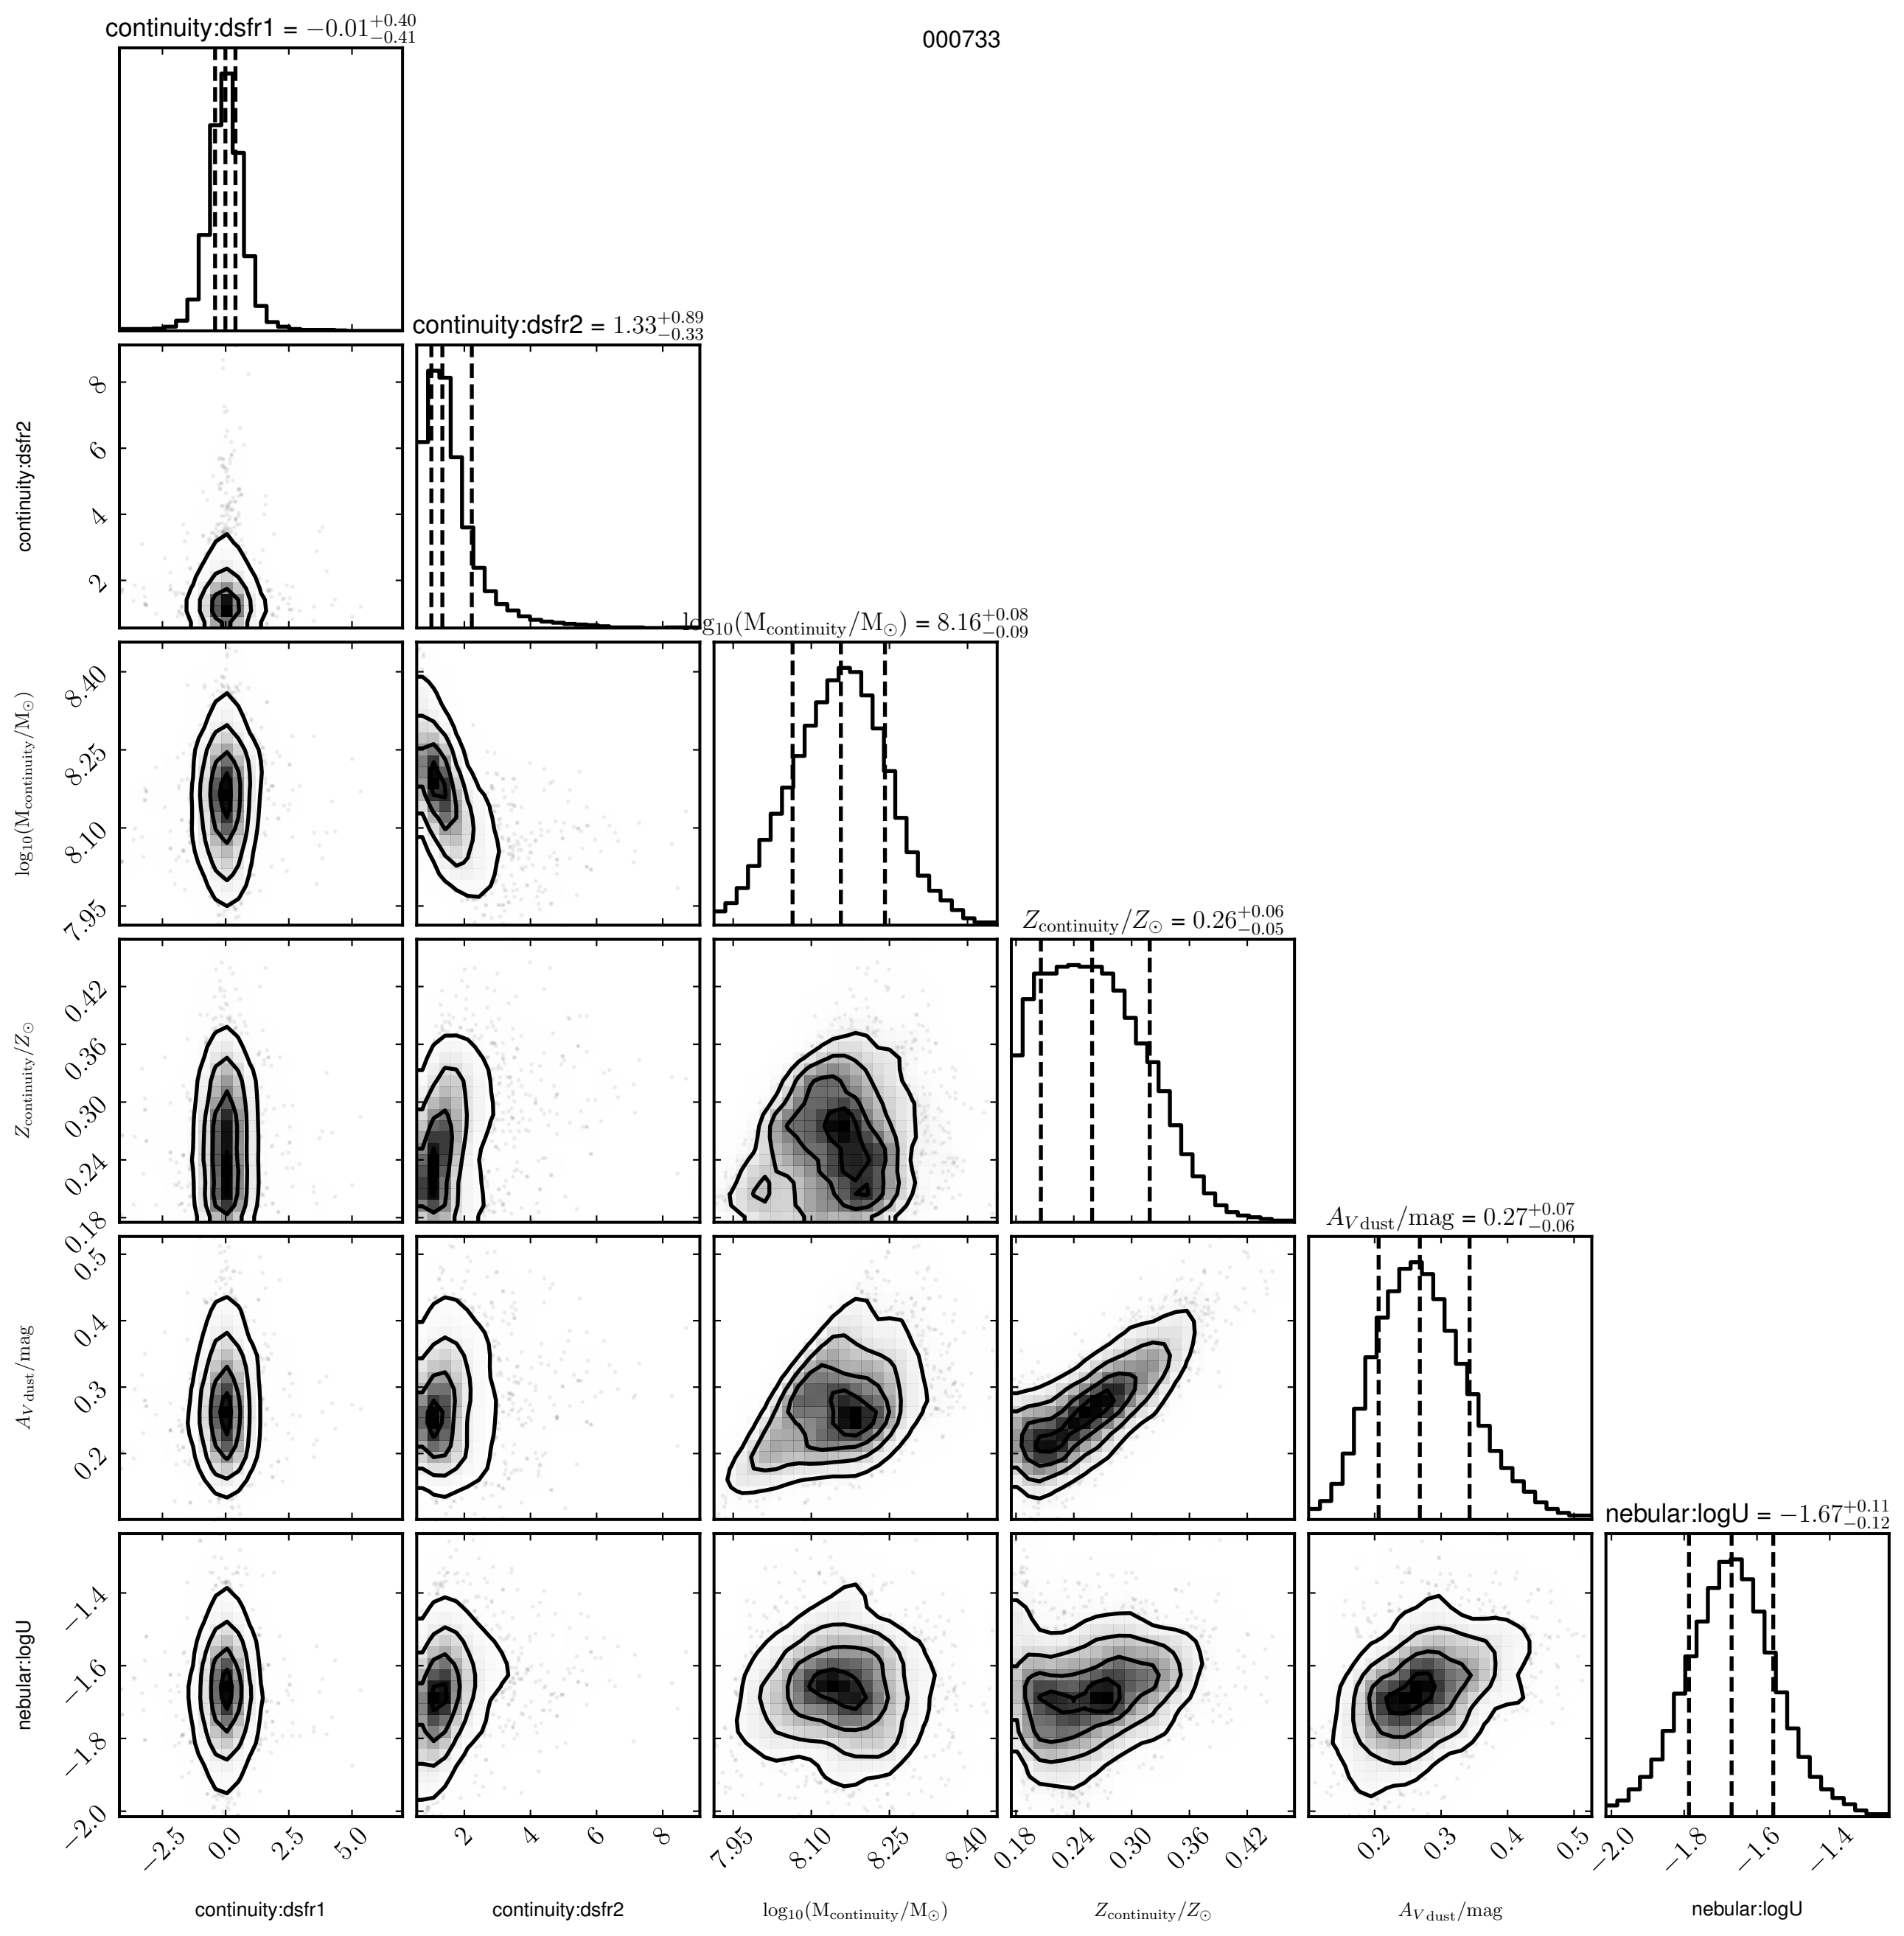 000733
continuity:dsfr1 = −0.01+0.40 −0.41
continuity:dsfr2 = 1.33+0.89 −0.33
log10(Mcontinuity/M⊙) = 8.16+0.08 −0.09
Zcontinuity/Z⊙ = 0.26+0.06 −0.05
AV dust/mag = 0.27+0.07 −0.06
nebular:logU = −1.67+0.11 −0.12
continuity:dsfr2
8
6
4
2
log10(Mcontinuity/M⊙)
8.40
8.25
8.10
7.95
Zcontinuity/Z⊙
0.42
0.36
0.30
0.24
0.18
AV dust/mag
0.5
0.4
0.3
0.2
nebular:logU
−1.4
−1.6
−1.8
−2.0
−2.5 0.0 2.5 5.0
2 4 6 8
7.95 8.10 8.25 8.40
0.18 0.24 0.30 0.36 0.42
0.2 0.3 0.4 0.5
−2.0 −1.8 −1.6 −1.4
continuity:dsfr1
continuity:dsfr2
log10(Mcontinuity/M⊙)
Zcontinuity/Z⊙
AV dust/mag
nebular:logU